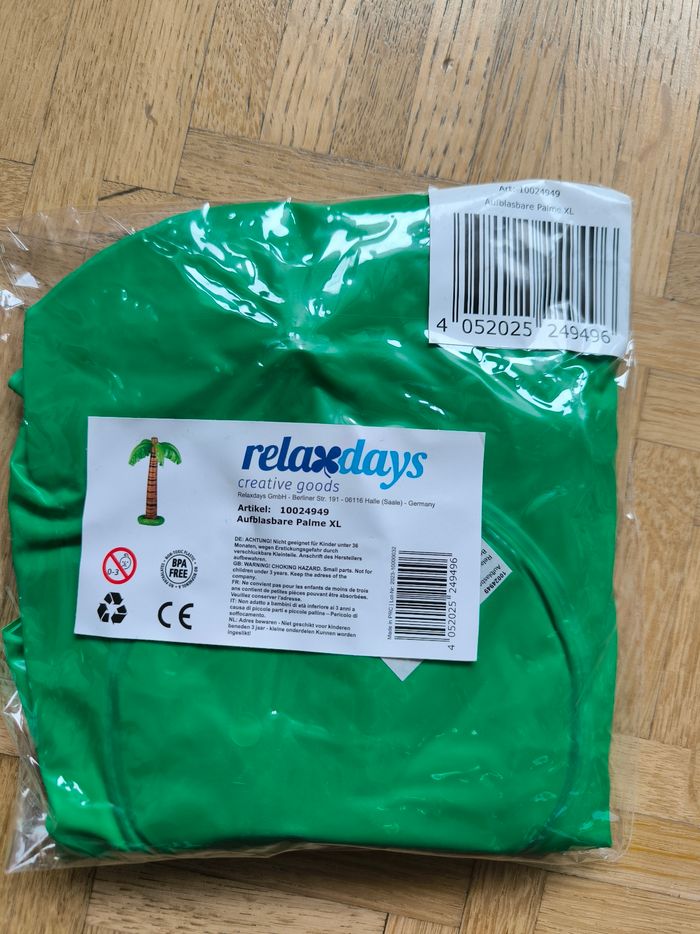 Art: 10024949
Aufblasbare Palme XL
4 052025 249496
relaxdays
creative goods
Relaxdays GmbH - Berliner Str. 191 - 06116 Halle (Saale) - Germany
Artikel: 10024949
Aufblasbare Palme XL
DE: ACHTUNG! Nicht geeignet für Kinder unter 36
Monaten, wegen Erstickungsgefahr durch
verschluckbare Kleinteile. Anschrift des Herstellers
aufbewahren.
GB: WARNING! CHOKING HAZARD. Small parts. Not for
children under 3 years. Keep the adress of the
company.
FR: Ne convient pas pour les enfants de moins de trois
ans content de petites pièces pouvant être absorbées.
Veuillez conserver l'adresse.
IT: Non adatto a bambini di età inferiore ai 3 anni a
causa di piccole parti e piccole palline – Pericolo di
soffocamento.
NL: Adres bewaren - Niet geschikt voor kinderen
beneden 3 jaar - kleine onderdelen Kunnen worden
ingeslikt!
0-3
NON-TOXIC PLASTIC
BPA
FREE
CE
Made in PRC
4 052025 249496
10024949